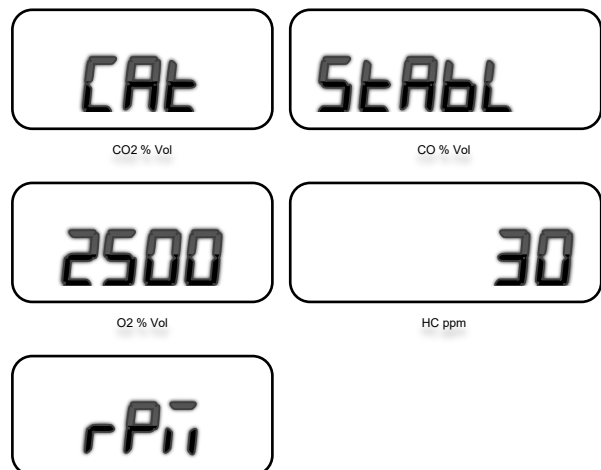 CAt StAbL
CO2 % Vol CO % Vol
2500 30
O2 % Vol HC ppm
rPm